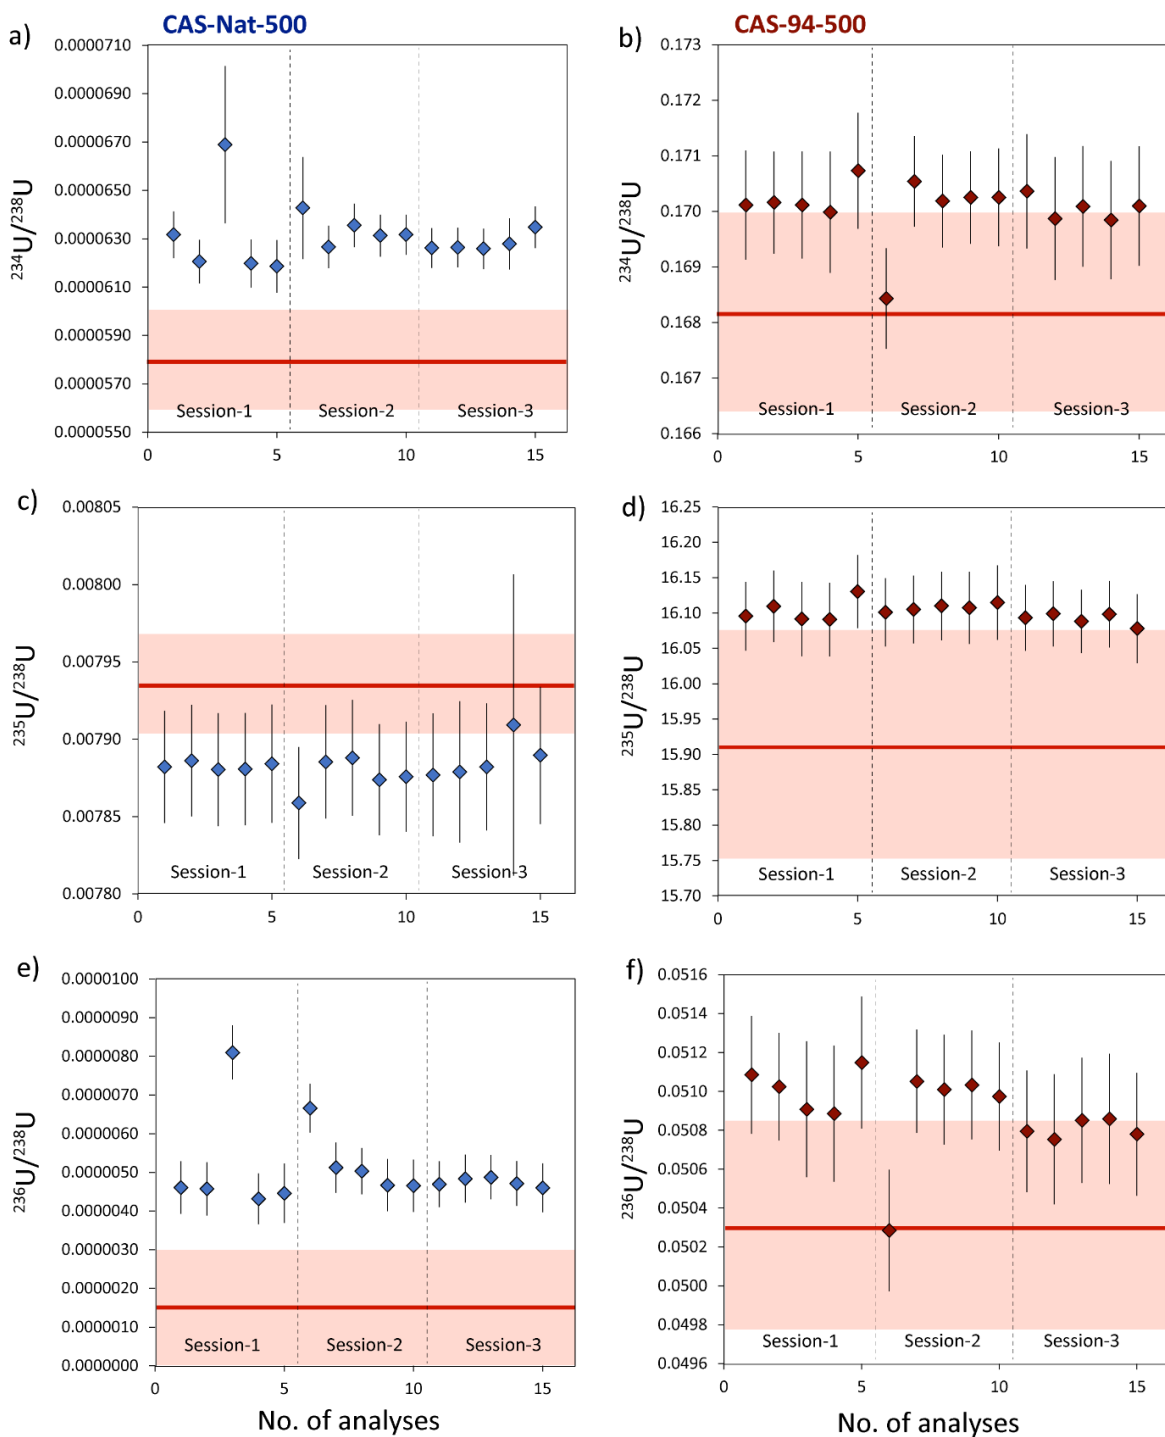 CAS-Nat-500
CAS-94-500
a)
0.0000710
0.0000690
0.0000670
0.0000650
0.0000630
0.0000610
0.0000590
0.0000570
0.0000550
²³⁴U/²³⁸U
Session-1 Session-2 Session-3
0 5 10 15
b)
0.173
0.172
0.171
0.170
0.169
0.168
0.167
0.166
²³⁴U/²³⁸U
Session-1 Session-2 Session-3
0 5 10 15
c)
0.00805
0.00800
0.00795
0.00790
0.00785
0.00780
²³⁵U/²³⁸U
Session-1 Session-2 Session-3
0 5 10 15
d)
16.25
16.20
16.15
16.10
16.05
16.00
15.95
15.90
15.85
15.80
15.75
15.70
²³⁵U/²³⁸U
Session-1 Session-2 Session-3
0 5 10 15
e)
0.0000100
0.0000090
0.0000080
0.0000070
0.0000060
0.0000050
0.0000040
0.0000030
0.0000020
0.0000010
0.0000000
²³⁶U/²³⁸U
Session-1 Session-2 Session-3
0 5 10 15
No. of analyses
f)
0.0516
0.0514
0.0512
0.0510
0.0508
0.0506
0.0504
0.0502
0.0500
0.0498
0.0496
²³⁶U/²³⁸U
Session-1 Session-2 Session-3
0 5 10 15
No. of analyses